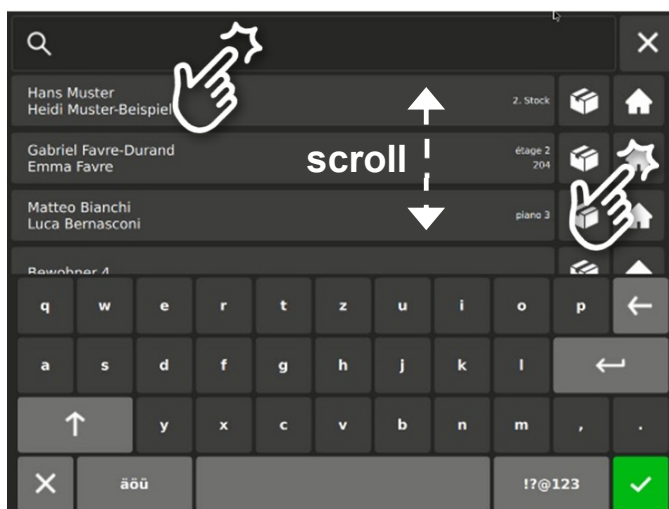 Hans Muster
Heidi Muster-Beispiel
2. Stock
Gabriel Favre-Durand
Emma Favre
scroll
étage 2
204
Matteo Bianchi
Luca Bernasconi
piano 3
Bewohner 4
q w e r t z u i o p
a s d f g h j k l
y x c v b n m , .
äöü !?@123